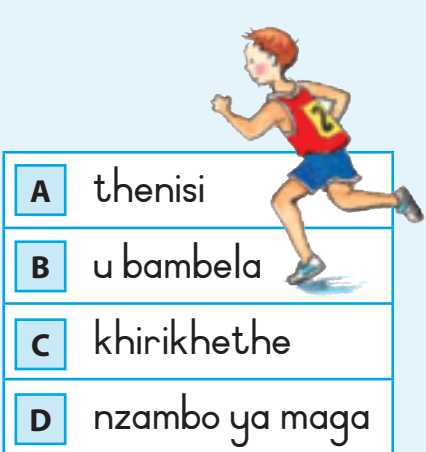 2
A thenisi
B u bambela
C khirikhethe
D nzambo ya maga